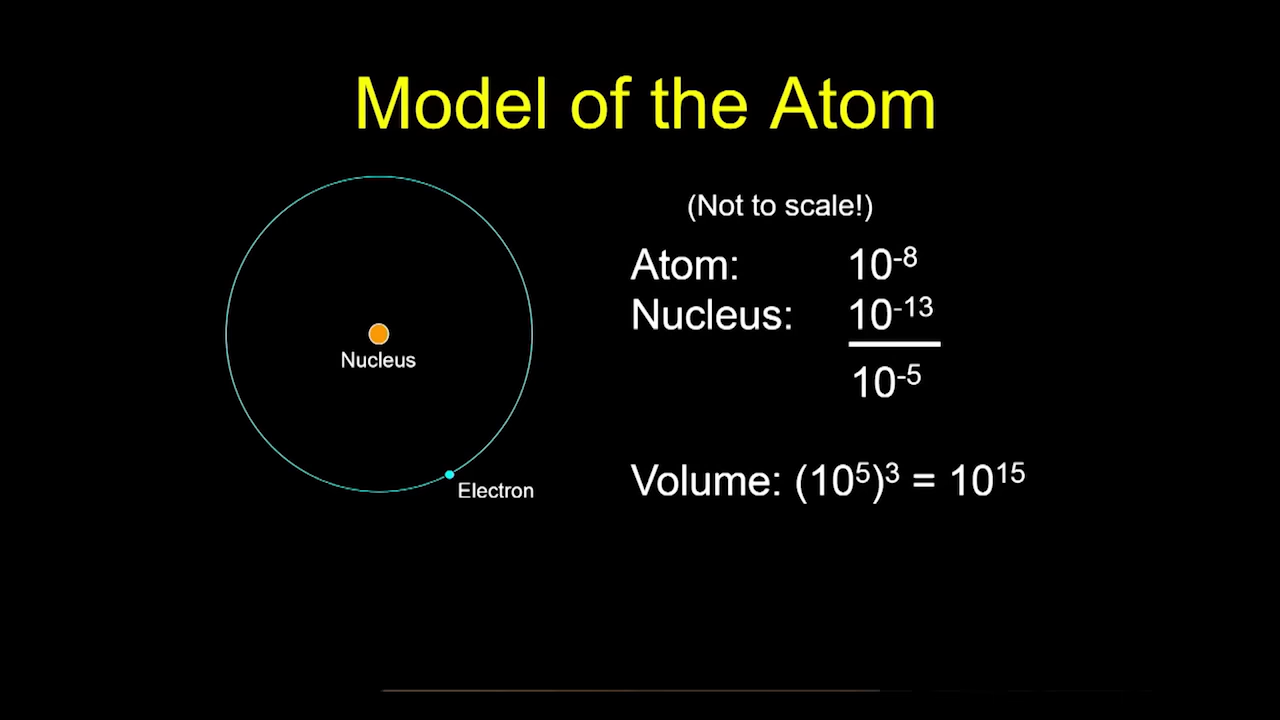 Model of the Atom
(Not to scale!)
Atom: 10⁻⁸
Nucleus: 10⁻¹³
10⁻⁵
Nucleus
Electron
Volume: (10⁵)³ = 10¹⁵